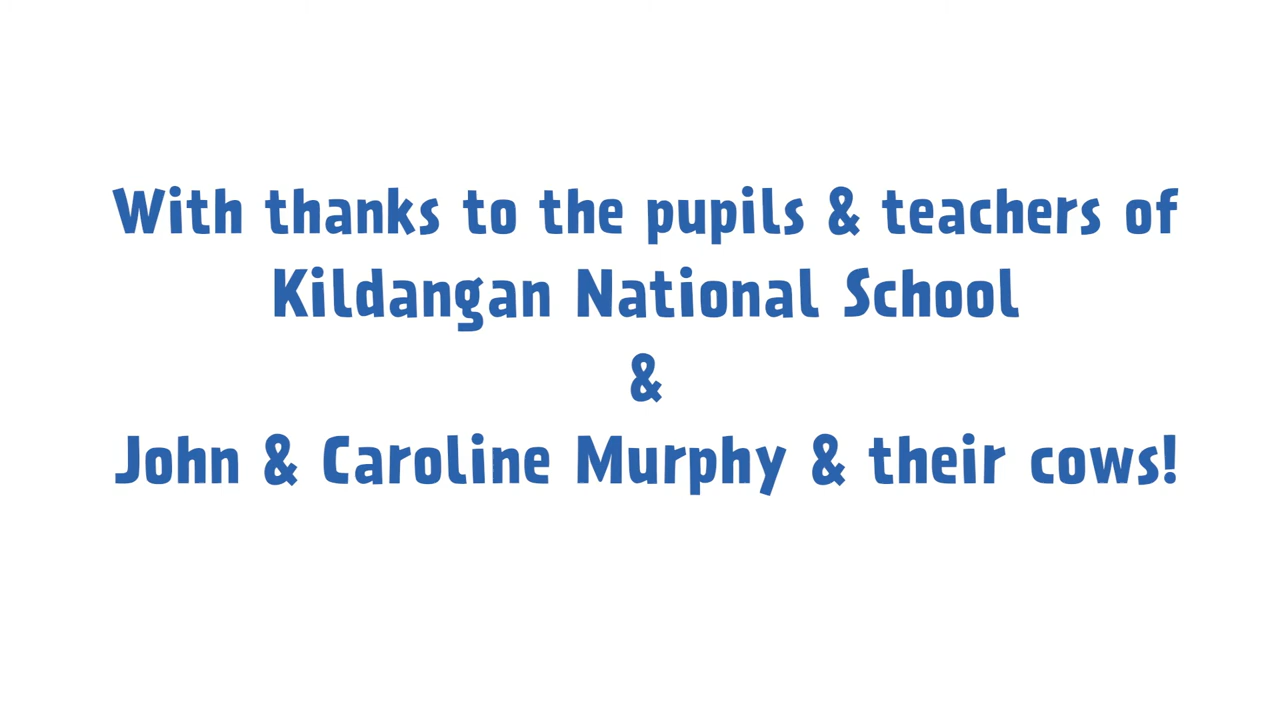 With thanks to the pupils & teachers of
Kildangan National School
&
John & Caroline Murphy & their cows!